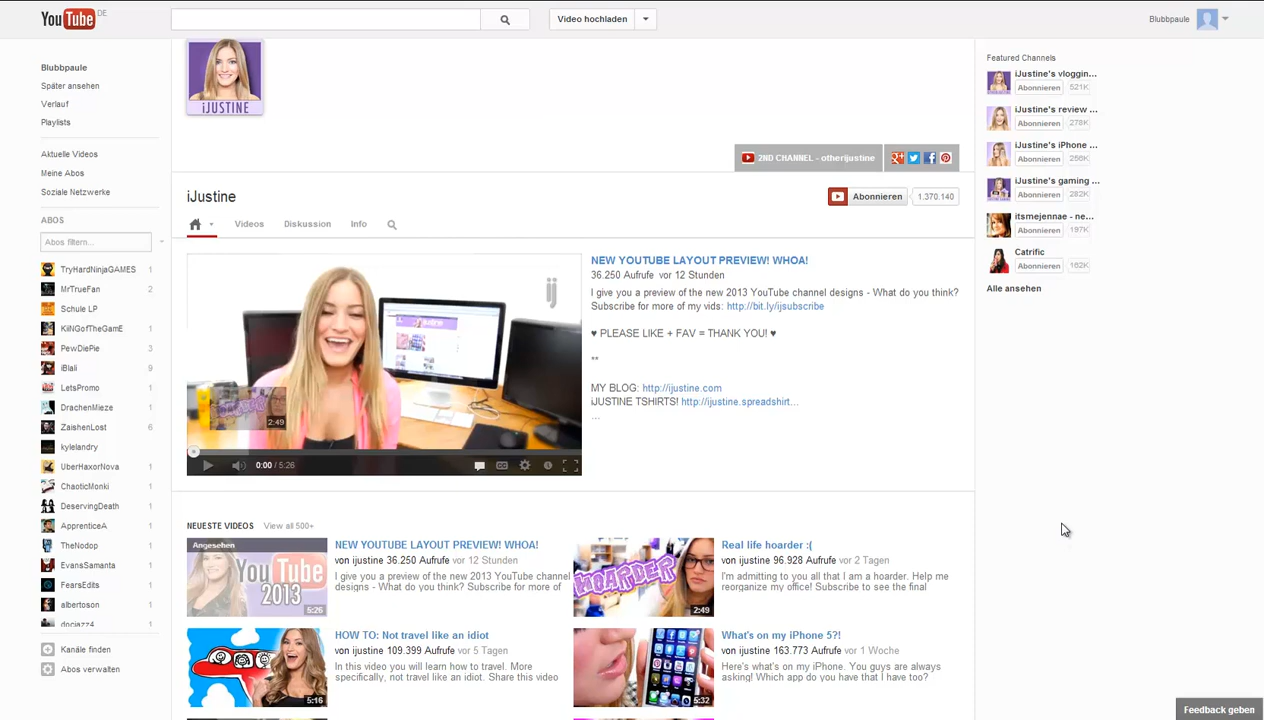 YouTube DE
Video hochladen
Blubbpaule
Blubbpaule
Später ansehen
Verlauf
Playlists
Aktuelle Videos
Meine Abos
Soziale Netzwerke
ABOS
Abos filtern...
TryHardNinjaGAMES 1
MrTrueFan 2
Schule LP
KiiNGofTheGamE 1
PewDiePie 3
iBlali 9
LetsPromo 1
DrachenMieze 1
ZaishenLost 6
kylelandry
UberHaxorNova 1
ChaoticMonki 1
DeservingDeath 1
ApprenticeA 1
TheNodop 1
EvansSamanta 1
FearsEdits 1
albertoson 1
dociazz4 1
Kanäle finden
Abos verwalten
iJUSTINE
2ND CHANNEL - otherijustine
iJustine
Abonnieren 1.370.140
Videos Diskussion Info
ij
2:49
0:00 / 5:26
NEW YOUTUBE LAYOUT PREVIEW! WHOA!
36.250 Aufrufe vor 12 Stunden
I give you a preview of the new 2013 YouTube channel designs - What do you think?
Subscribe for more of my vids: http://bit.ly/ijsubscribe
♥ PLEASE LIKE + FAV = THANK YOU! ♥
**
MY BLOG: http://ijustine.com
iJUSTINE TSHIRTS! http://ijustine.spreadshirt...
...
NEUESTE VIDEOS View all 500+
Angesehen
YouTube
2013
5:26
NEW YOUTUBE LAYOUT PREVIEW! WHOA!
von ijustine 36.250 Aufrufe vor 12 Stunden
I give you a preview of the new 2013 YouTube channel
designs - What do you think? Subscribe for more of
HOARDER
2:49
Real life hoarder :(
von ijustine 96.928 Aufrufe vor 2 Tagen
I'm admitting to you all that I am a hoarder. Help me
reorganize my office! Subscribe to see the final
5:16
HOW TO: Not travel like an idiot
von ijustine 109.399 Aufrufe vor 5 Tagen
In this video you will learn how to travel. More
specifically, not travel like an idiot. Share this video
5:32
What's on my iPhone 5?!
von ijustine 163.773 Aufrufe vor 1 Woche
Here's what's on my iPhone. You guys are always
asking! Which app do you have that I have too?
Featured Channels
iJustine's vloggin...
Abonnieren 521K
iJustine's review ...
Abonnieren 278K
iJustine's iPhone ...
Abonnieren 256K
iJustine's gaming ...
Abonnieren 282K
itsmejennae - ne...
Abonnieren 197K
Catrific
Abonnieren 162K
Alle ansehen
Feedback geben